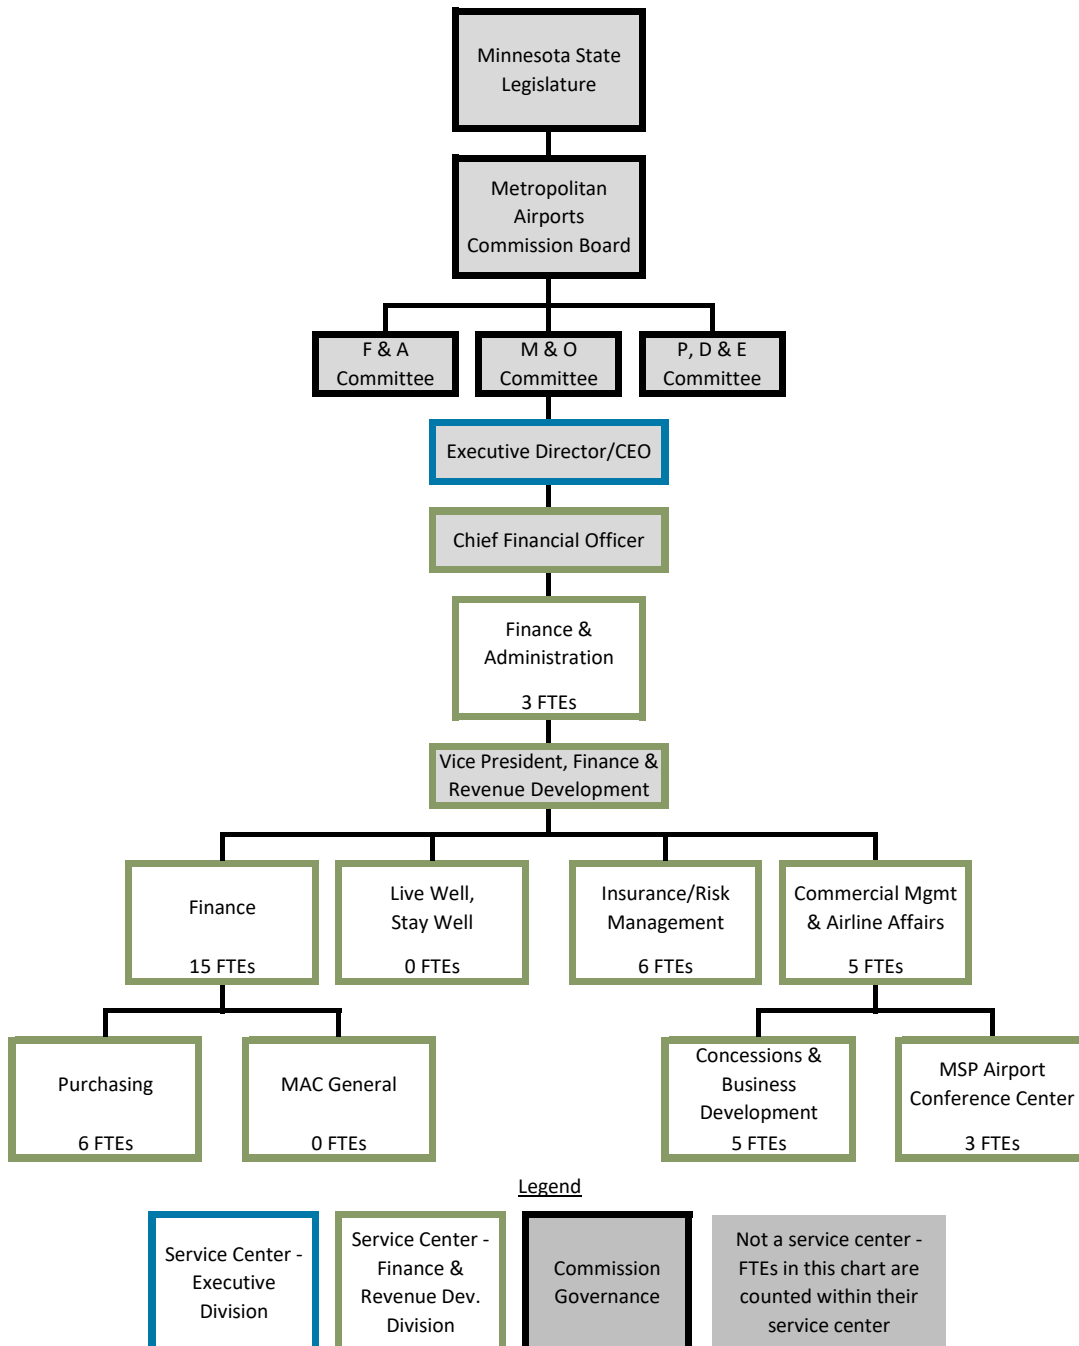 Minnesota State
Legislature
Metropolitan
Airports
Commission Board
F & A
Committee
M & O
Committee
P, D & E
Committee
Executive Director/CEO
Chief Financial Officer
Finance &
Administration
3 FTEs
Vice President, Finance &
Revenue Development
Finance
15 FTEs
Live Well,
Stay Well
0 FTEs
Insurance/Risk
Management
6 FTEs
Commercial Mgmt
& Airline Affairs
5 FTEs
Purchasing
6 FTEs
MAC General
0 FTEs
Concessions &
Business
Development
5 FTEs
MSP Airport
Conference Center
3 FTEs
Legend
Service Center -
Executive
Division
Service Center -
Finance &
Revenue Dev.
Division
Commission
Governance
Not a service center -
FTEs in this chart are
counted within their
service center